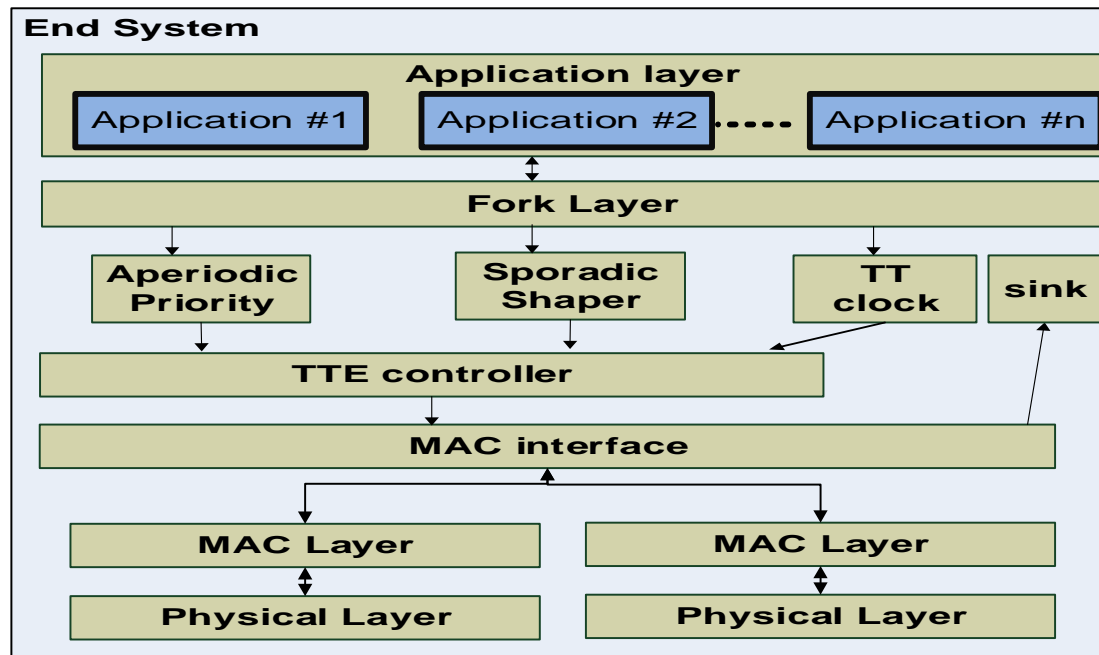 End System
Application layer
Application #1
Application #2
Application #n
Fork Layer
Aperiodic
Priority
Sporadic
Shaper
TT
clock
sink
TTE controller
MAC interface
MAC Layer
MAC Layer
Physical Layer
Physical Layer